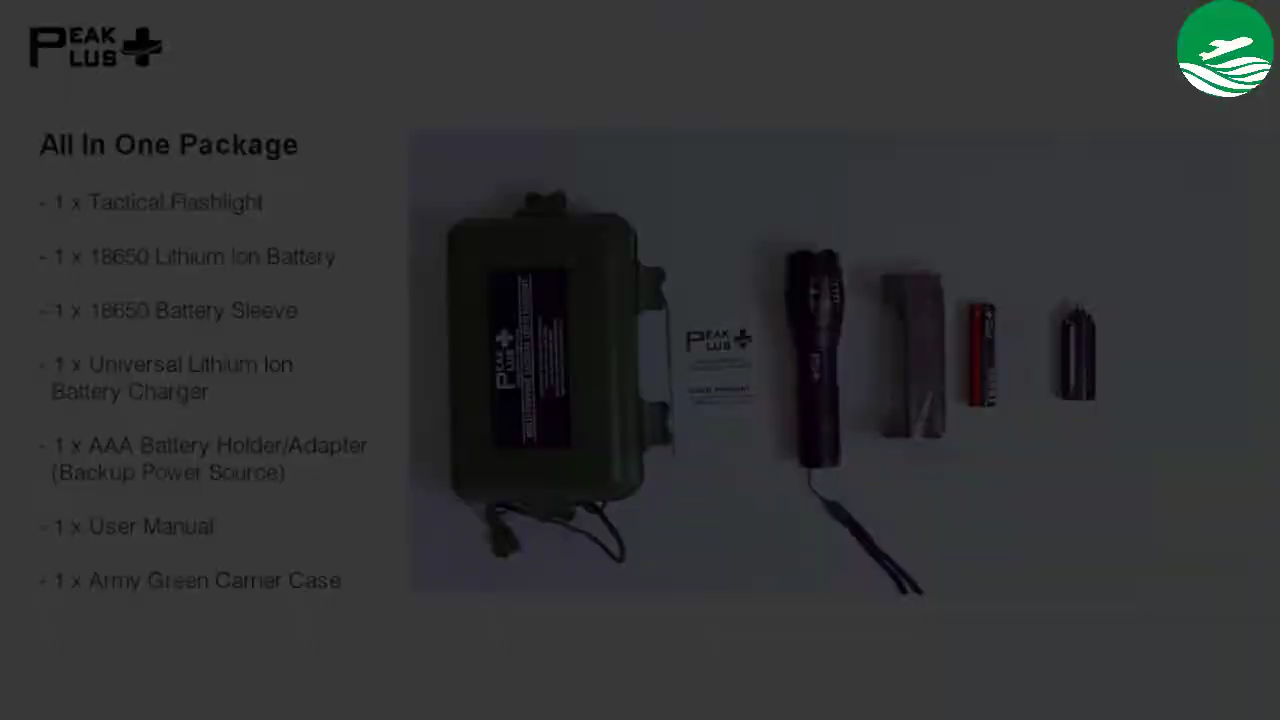 PEAK
PLUS
All In One Package
- 1 x Tactical Flashlight
- 1 x 18650 Lithium Ion Battery
- 1 x 18650 Battery Sleeve
- 1 x Universal Lithium Ion
Battery Charger
- 1 x AAA Battery Holder/Adapter
(Backup Power Source)
- 1 x User Manual
- 1 x Army Green Carrier Case
PEAK
PLUS
PEAK
PLUS